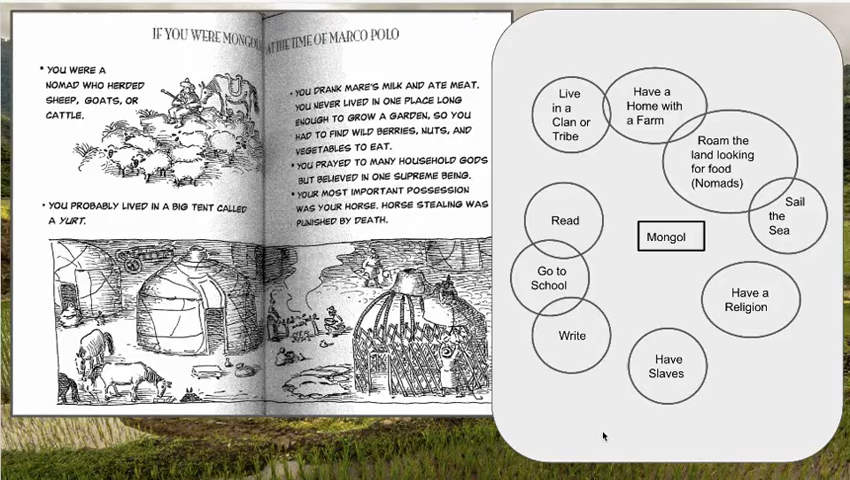 IF YOU WERE MONGOL AT THE TIME OF MARCO POLO
• YOU WERE A
NOMAD WHO HERDED
SHEEP, GOATS, OR
CATTLE.
• YOU PROBABLY LIVED IN A BIG TENT CALLED
A YURT.
• YOU DRANK MARE'S MILK AND ATE MEAT.
YOU NEVER LIVED IN ONE PLACE LONG
ENOUGH TO GROW A GARDEN, SO YOU
HAD TO FIND WILD BERRIES, NUTS, AND
VEGETABLES TO EAT.
• YOU PRAYED TO MANY HOUSEHOLD GODS
BUT BELIEVED IN ONE SUPREME BEING.
• YOUR MOST IMPORTANT POSSESSION
WAS YOUR HORSE. HORSE STEALING WAS
PUNISHED BY DEATH.
Live
in a
Clan or
Tribe
Have a
Home with
a Farm
Roam the
land looking
for food
(Nomads)
Sail
the
Sea
Read
Mongol
Go to
School
Have a
Religion
Write
Have
Slaves